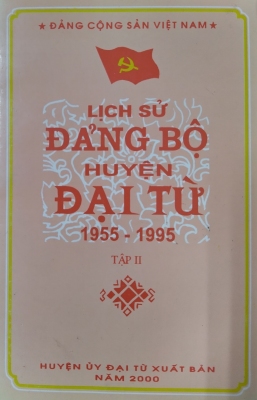 ★ ĐẢNG CỘNG SẢN VIỆT NAM ★
LỊCH SỬ
ĐẢNG BỘ
HUYỆN
ĐẠI TỪ
1955 - 1995
TẬP II
HUYỆN ỦY ĐẠI TỪ XUẤT BẢN
NĂM 2000